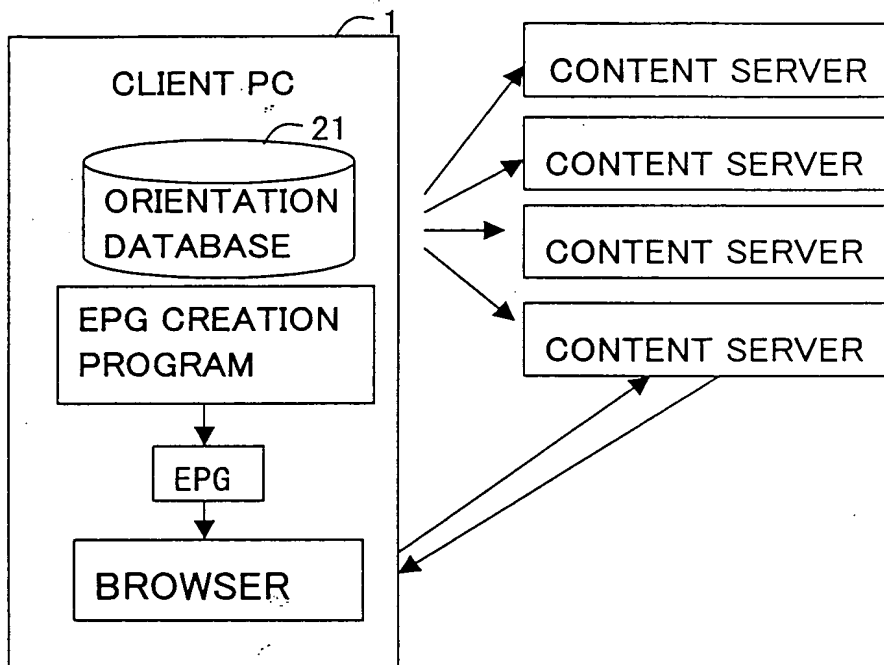 1
CLIENT PC
21
ORIENTATION
DATABASE
EPG CREATION
PROGRAM
EPG
BROWSER
CONTENT SERVER
CONTENT SERVER
CONTENT SERVER
CONTENT SERVER